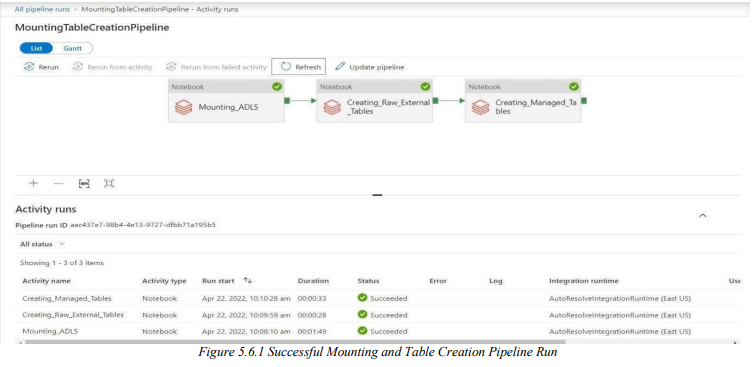 All pipeline runs > MountingTableCreationPipeline - Activity runs
MountingTableCreationPipeline
List Gantt
Rerun Rerun from activity Rerun from failed activity Refresh Update pipeline
Notebook Notebook Notebook
Mounting_ADLS
Creating_Raw_External
_Tables
Creating_Managed_Ta
bles
Activity runs
Pipeline run ID aac437e7-98b4-4e13-9727-dfbb71a195b5
All status
Showing 1 - 3 of 3 items
Activity name Activity type Run start ↑↓ Duration Status Error Log Integration runtime Use
Creating_Managed_Tables Notebook Apr 22, 2022, 10:10:28 am 00:00:33 Succeeded AutoResolveIntegrationRuntime (East US)
Creating_Raw_External_Tables Notebook Apr 22, 2022, 10:09:59 am 00:00:28 Succeeded AutoResolveIntegrationRuntime (East US)
Mounting_ADLS Notebook Apr 22, 2022, 10:08:10 am 00:01:49 Succeeded AutoResolveIntegrationRuntime (East US)
Figure 5.6.1 Successful Mounting and Table Creation Pipeline Run